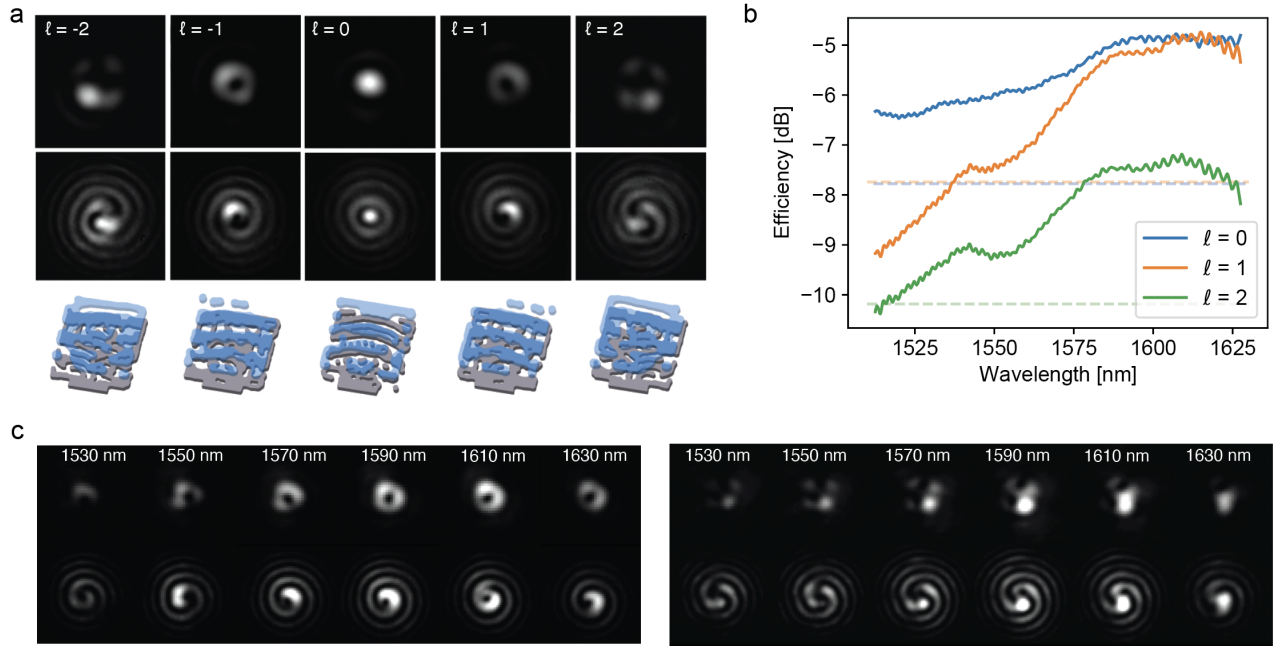 a
ℓ = -2
ℓ = -1
ℓ = 0
ℓ = 1
ℓ = 2
b
Efficiency [dB]
−5
−6
−7
−8
−9
−10
ℓ = 0
ℓ = 1
ℓ = 2
1525
1550
1575
1600
1625
Wavelength [nm]
c
1530 nm
1550 nm
1570 nm
1590 nm
1610 nm
1630 nm
1530 nm
1550 nm
1570 nm
1590 nm
1610 nm
1630 nm